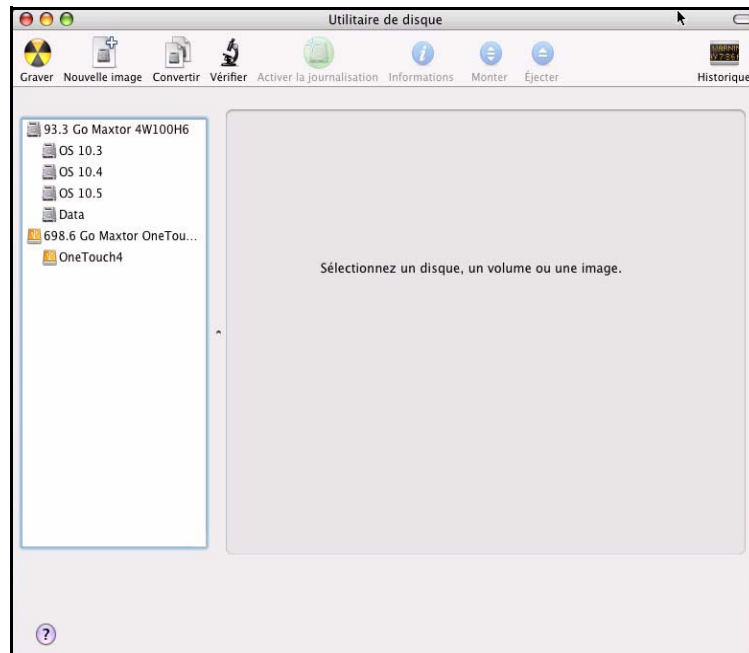 Utilitaire de disque
Graver Nouvelle image Convertir Vérifier Activer la journalisation Informations Monter Éjecter Historique
93.3 Go Maxtor 4W100H6
OS 10.3
OS 10.4
OS 10.5
Data
698.6 Go Maxtor OneTou...
OneTouch4
Sélectionnez un disque, un volume ou une image.
?